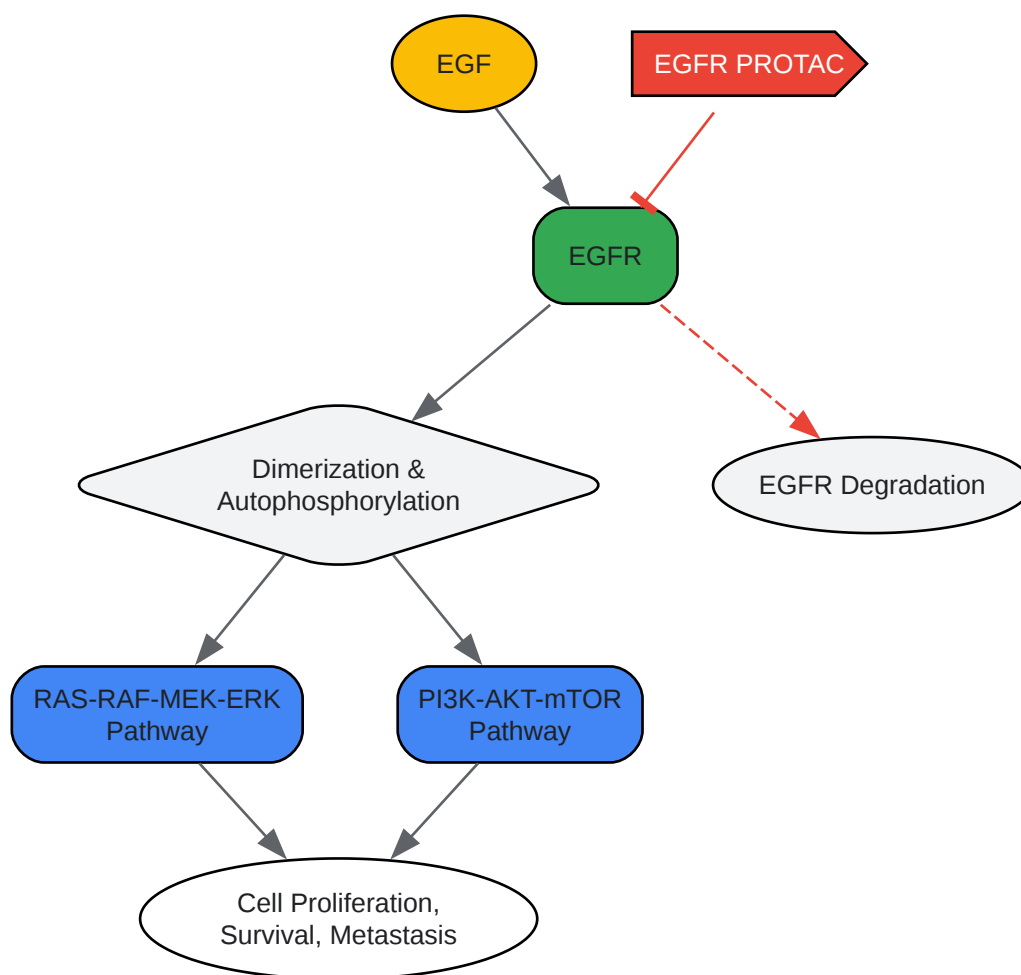 EGF
EGFR PROTAC
EGFR
Dimerization &
Autophosphorylation
EGFR Degradation
RAS-RAF-MEK-ERK
Pathway
PI3K-AKT-mTOR
Pathway
Cell Proliferation,
Survival, Metastasis